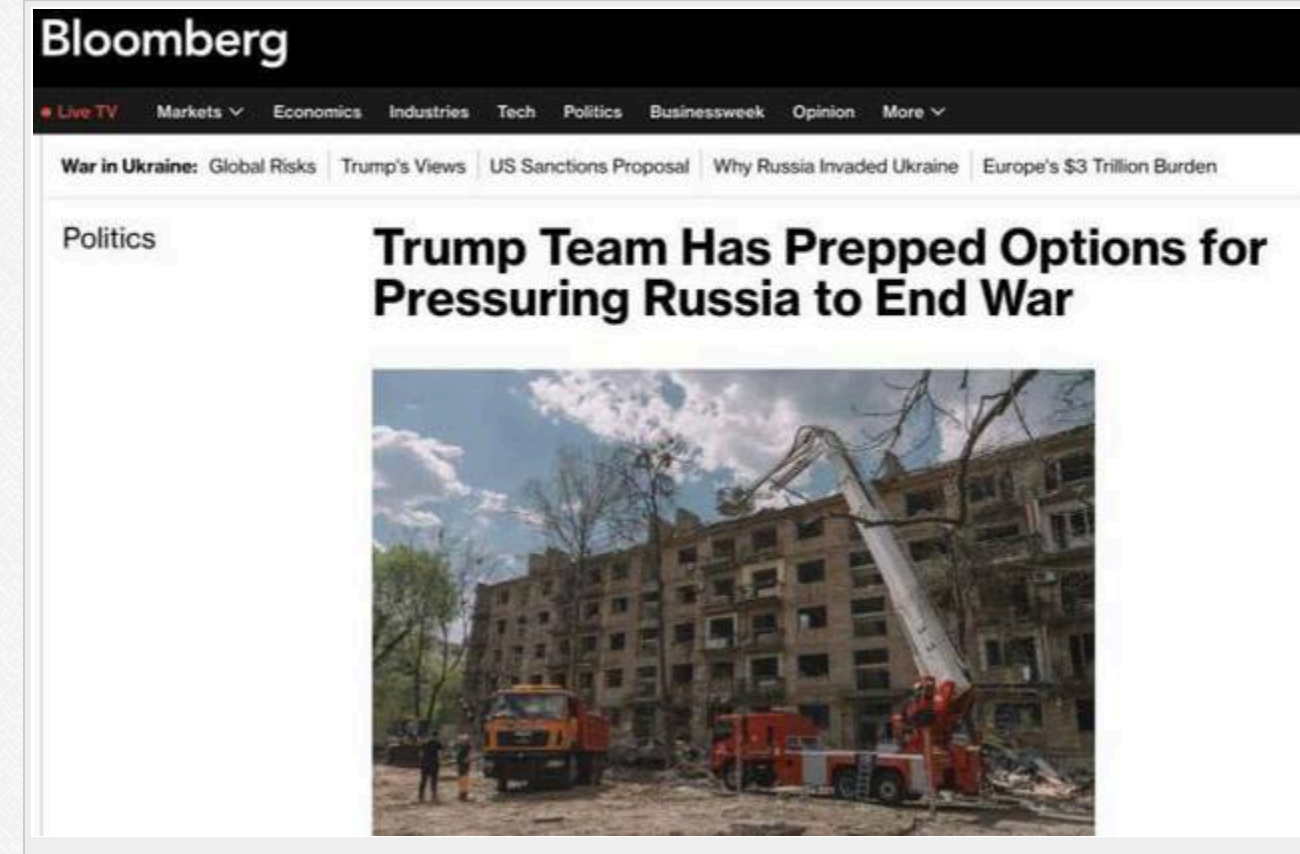 Bloomberg
Live TV Markets Economics Industries Tech Politics Businessweek Opinion More
War in Ukraine: Global Risks Trump's Views US Sanctions Proposal Why Russia Invaded Ukraine Europe's $3 Trillion Burden
Politics
Trump Team Has Prepped Options for
Pressuring Russia to End War